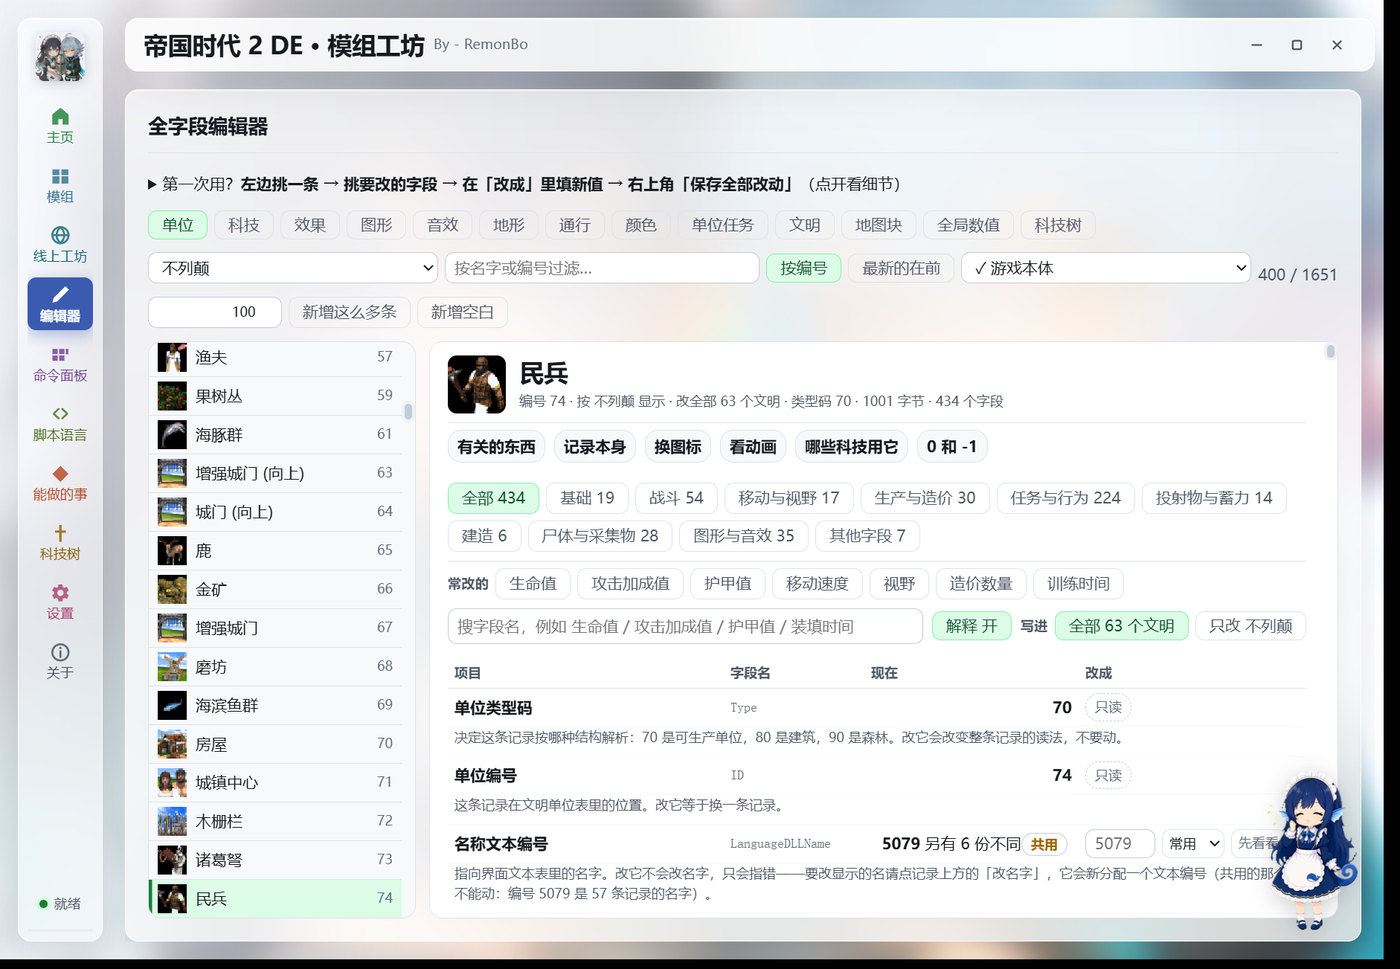 帝国时代 2 DE • 模组工坊 By - RemonBo
主页
模组
线上工坊
编辑器
命令面板
脚本语言
能做的事
科技树
设置
关于
就绪
全字段编辑器
▶ 第一次用？左边挑一条 → 挑要改的字段 → 在「改成」里填新值 → 右上角「保存全部改动」（点开看细节）
单位 科技 效果 图形 音效 地形 通行 颜色 单位任务 文明 地图块 全局数值 科技树
不列颠 按名字或编号过滤... 按编号 最新的在前 ✓ 游戏本体 400 / 1651
100 新增这么多条 新增空白
渔夫 57
果树丛 59
海豚群 61
增强城门 (向上) 63
城门 (向上) 64
鹿 65
金矿 66
增强城门 67
磨坊 68
海滨鱼群 69
房屋 70
城镇中心 71
木栅栏 72
诸葛弩 73
民兵 74
民兵
编号 74 · 按 不列颠 显示 · 改全部 63 个文明 · 类型码 70 · 1001 字节 · 434 个字段
有关的东西 记录本身 换图标 看动画 哪些科技用它 0 和 -1
全部 434 基础 19 战斗 54 移动与视野 17 生产与造价 30 任务与行为 224 投射物与蓄力 14
建造 6 尸体与采集物 28 图形与音效 35 其他字段 7
常改的 生命值 攻击加成值 护甲值 移动速度 视野 造价数量 训练时间
搜字段名，例如 生命值 / 攻击加成值 / 护甲值 / 装填时间 解释 开 写进 全部 63 个文明 只改 不列颠
项目 字段名 现在 改成
单位类型码 Type 70 只读
决定这条记录按哪种结构解析：70 是可生产单位，80 是建筑，90 是森林。改它会改变整条记录的读法，不要动。
单位编号 ID 74 只读
这条记录在文明单位表里的位置。改它等于换一条记录。
名称文本编号 LanguageDLLName 5079 另有 6 份不同 共用 5079 常用 先看看
指向界面文本表里的名字。改它不会改名字，只会指错——要改显示的名请点记录上方的「改名字」，它会新分配一个文本编号（共用的那
不能动：编号 5079 是 57 条记录的名字）。